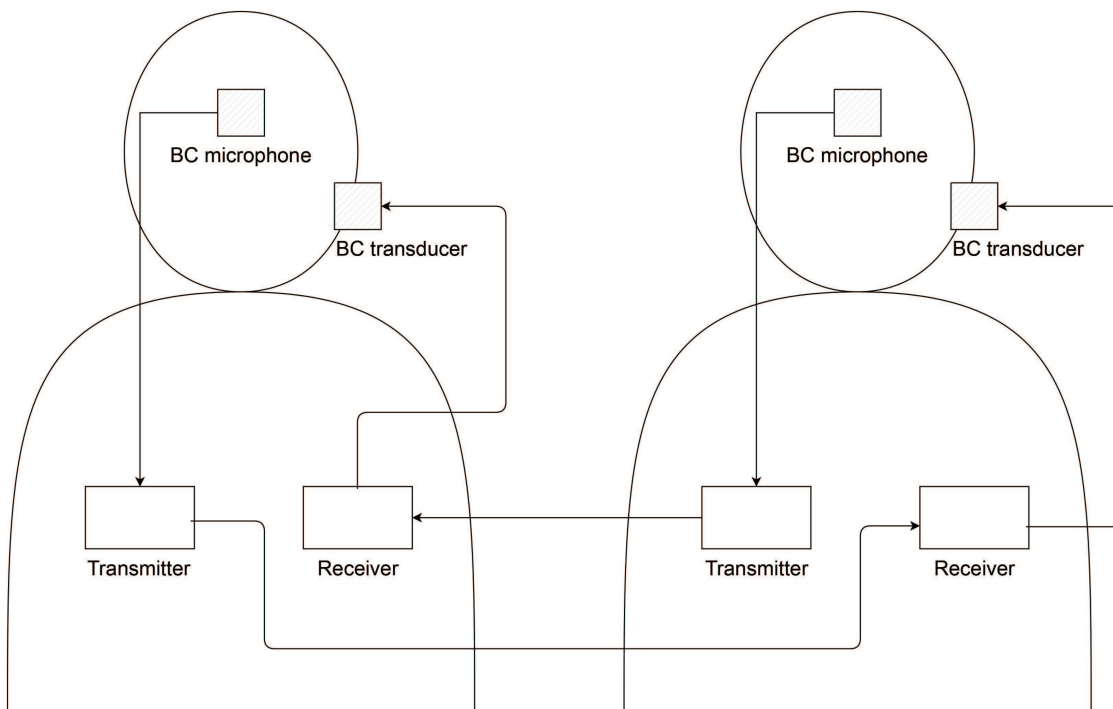 BC microphone
BC transducer
Transmitter
Receiver
BC microphone
BC transducer
Transmitter
Receiver